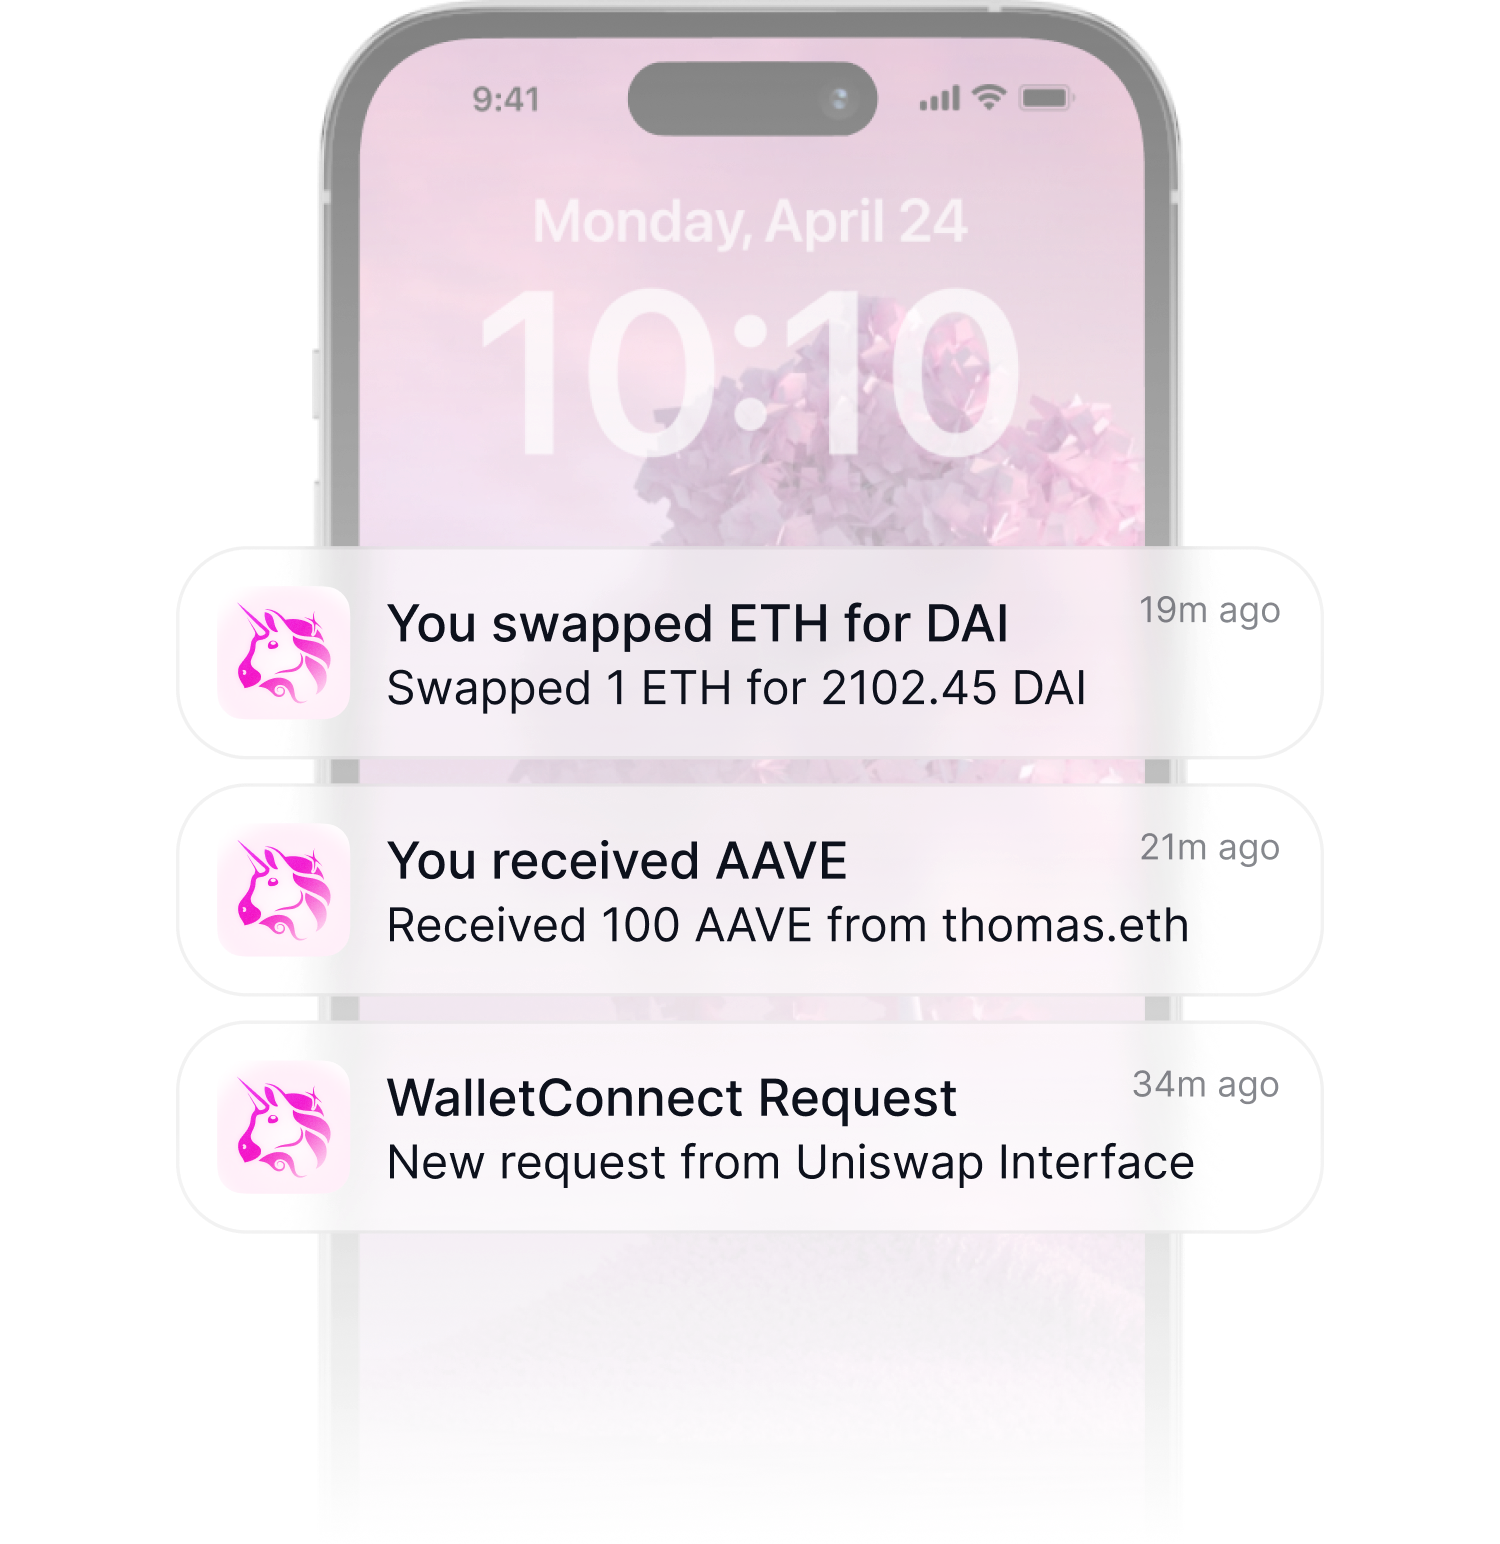 9:41
Monday, April 24
10:10
You swapped ETH for DAI
19m ago
Swapped 1 ETH for 2102.45 DAI
You received AAVE
21m ago
Received 100 AAVE from thomas.eth
WalletConnect Request
34m ago
New request from Uniswap Interface